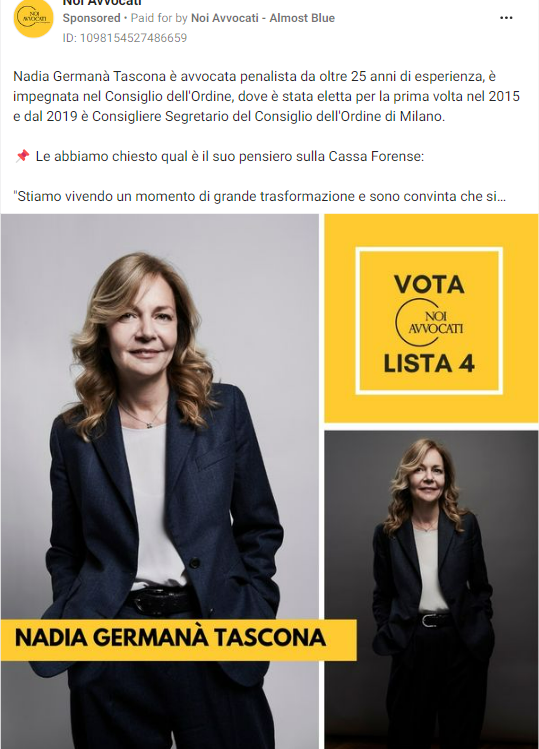 Noi Avvocati
Sponsored • Paid for by Noi Avvocati - Almost Blue
ID: 1098154527486659
Nadia Germanà Tascona è avvocata penalista da oltre 25 anni di esperienza, è
impegnata nel Consiglio dell'Ordine, dove è stata eletta per la prima volta nel 2015
e dal 2019 è Consigliere Segretario del Consiglio dell'Ordine di Milano.
📌 Le abbiamo chiesto qual è il suo pensiero sulla Cassa Forense:
"Stiamo vivendo un momento di grande trasformazione e sono convinta che si...
NOI
AVVOCATI
VOTA
NOI
AVVOCATI
LISTA 4
NADIA GERMANÀ TASCONA